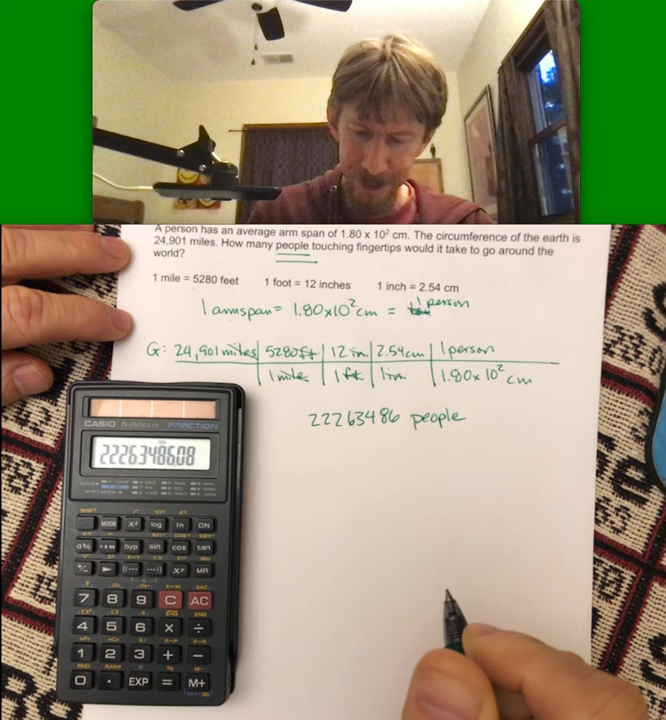 A person has an average arm span of 1.80 x 10² cm. The circumference of the earth is
24,901 miles. How many people touching fingertips would it take to go around the
world?
1 mile = 5280 feet 1 foot = 12 inches 1 inch = 2.54 cm
1 armspan = 1.80x10² cm = 1 person
G: 24,901 miles 5280 ft 12 in 2.54cm 1 person
1 mile 1 ft 1 in 1.80x 10² cm
22263486 people
CASIO FRACTION
22263486.08
SHIFT MODE x² log ln ON
hyp sin cos tan
MR
7 8 9 C AC
4 5 6 x ÷
1 2 3 + −
0 . EXP = M+